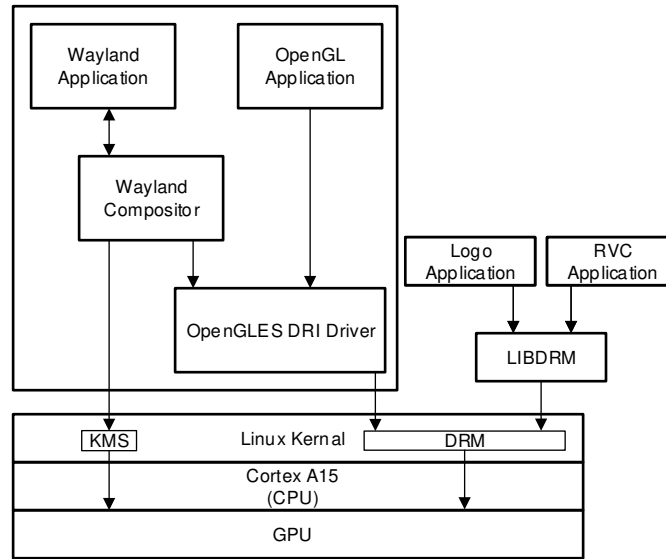 Wayland
Application
OpenGL
Application
Wayland
Compositor
Logo
Application
RVC
Application
OpenGLES DRI Driver
LIBDRM
KMS
Linux Kernal
DRM
Cortex A15
(CPU)
GPU